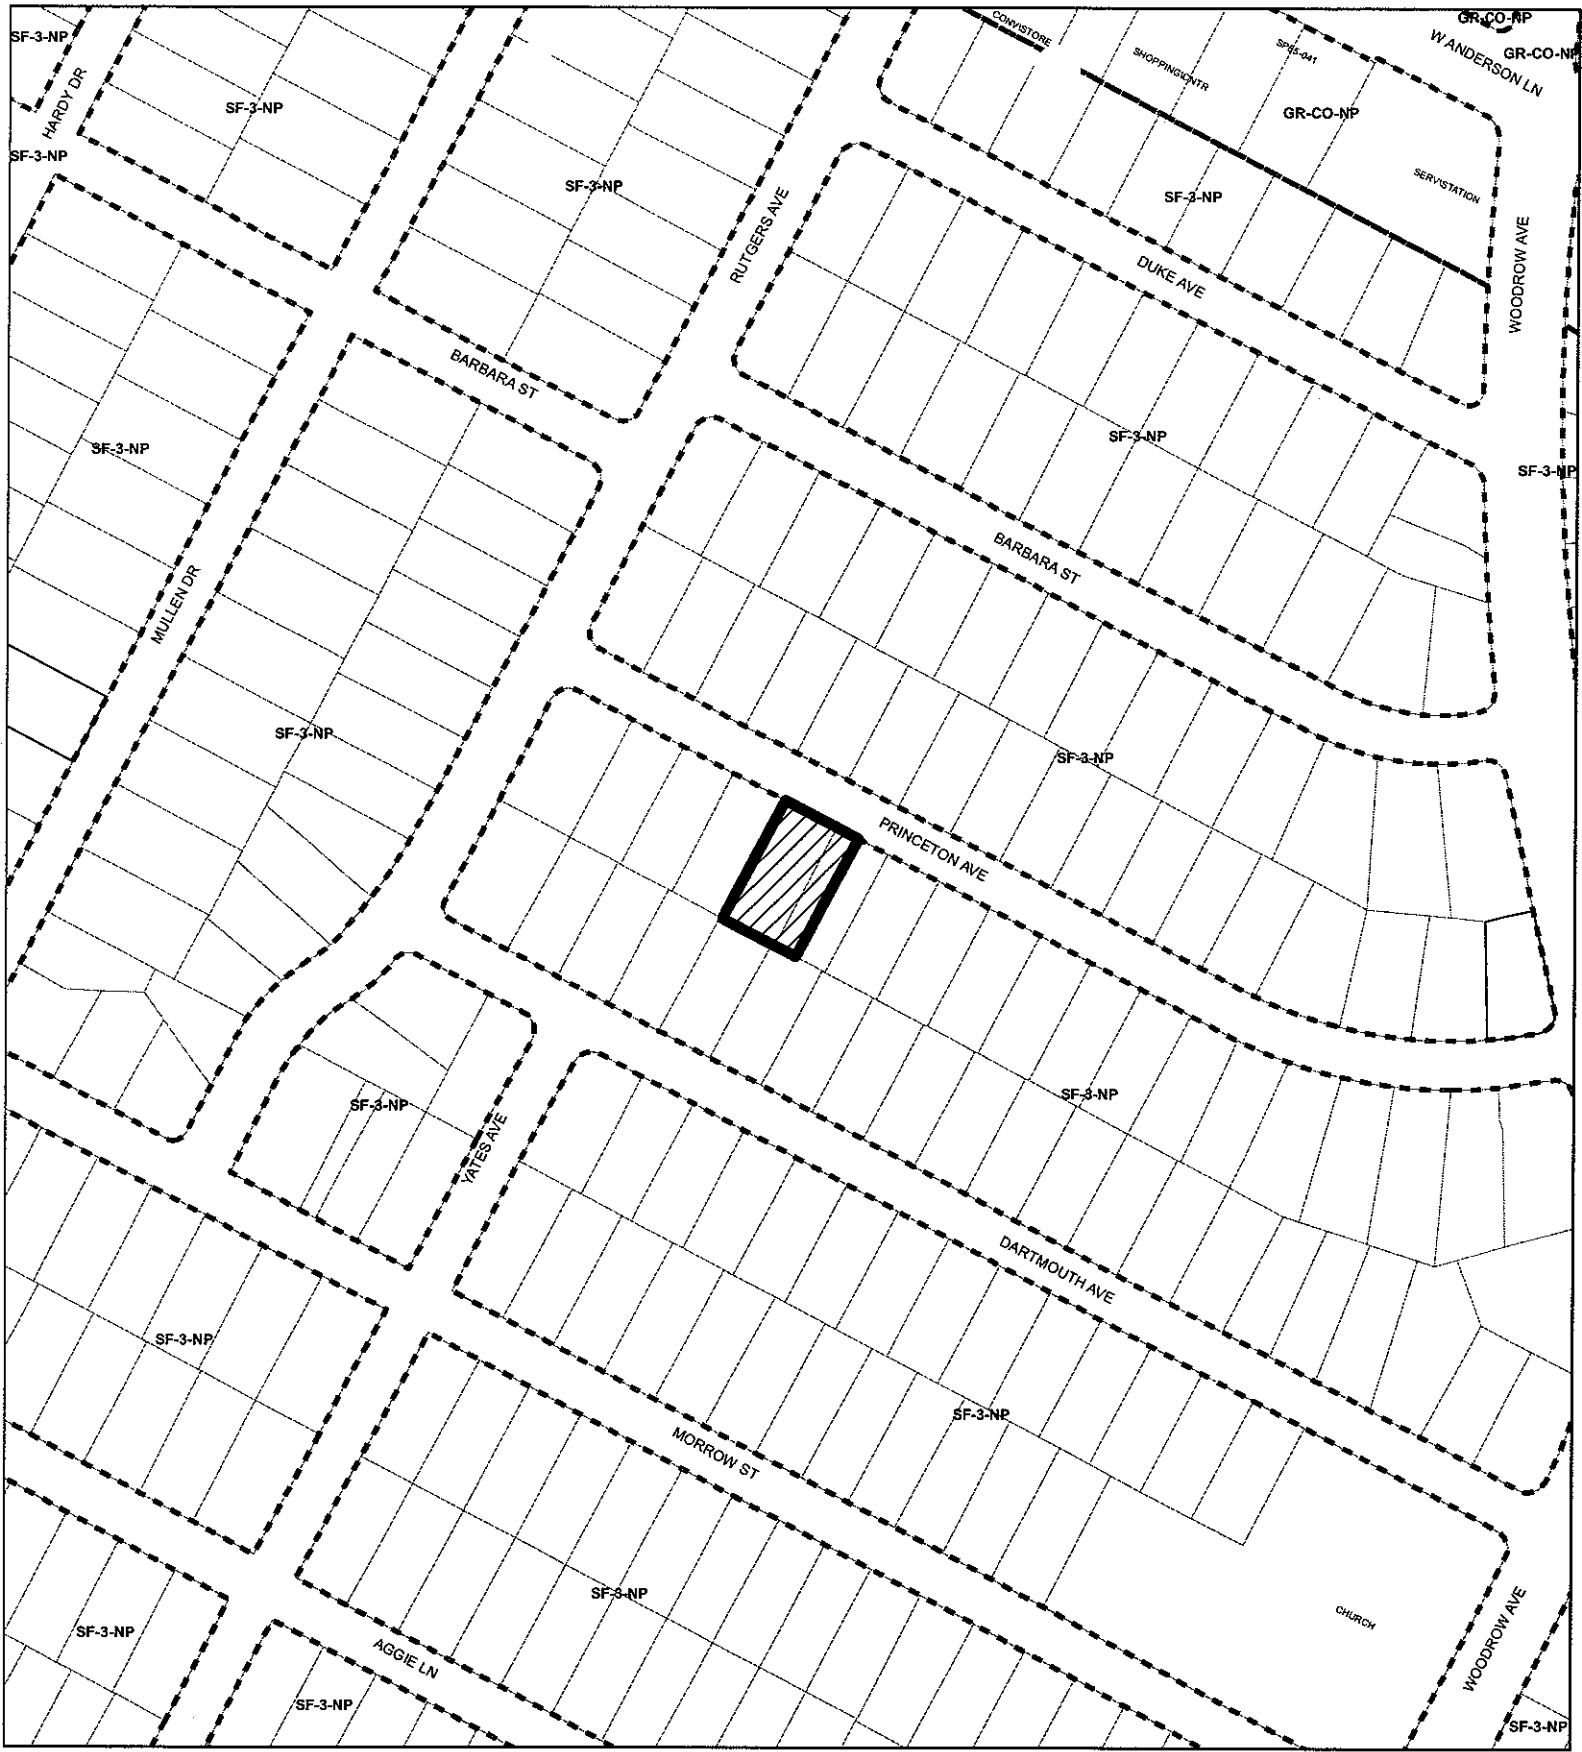 CONV\STORE
GR-CO-NP
SF-3-NP
W ANDERSON LN
SP85-041
GR-CO-NP
SHOPPING\CNTR
HARDY DR
SF-3-NP
GR-CO-NP
SF-3-NP
SF-3-NP
SERV\STATION
SF-3-NP
RUTGERS AVE
WOODROW AVE
DUKE AVE
BARBARA ST
SF-3-NP
SF-3-NP
SF-3-NP
BARBARA ST
MULLEN DR
SF-3-NP
SF-3-NP
PRINCETON AVE
SF-3-NP
SF-3-NP
YATES AVE
DARTMOUTH AVE
SF-3-NP
SF-3-NP
MORROW ST
SF-3-NP
CHURCH
SF-3-NP
WOODROW AVE
AGGIE LN
SF-3-NP
SF-3-NP